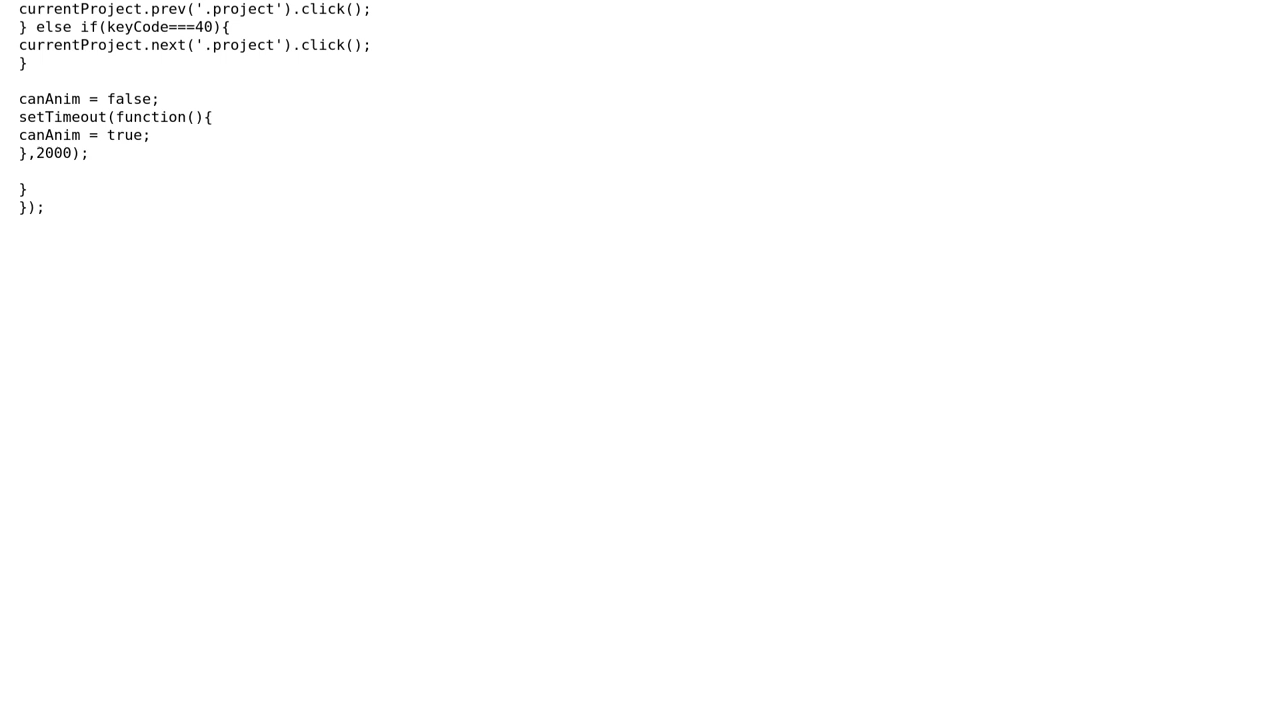 currentProject.prev('.project').click();
} else if(keyCode===40){
currentProject.next('.project').click();
}

canAnim = false;
setTimeout(function(){
canAnim = true;
},2000);

}
});